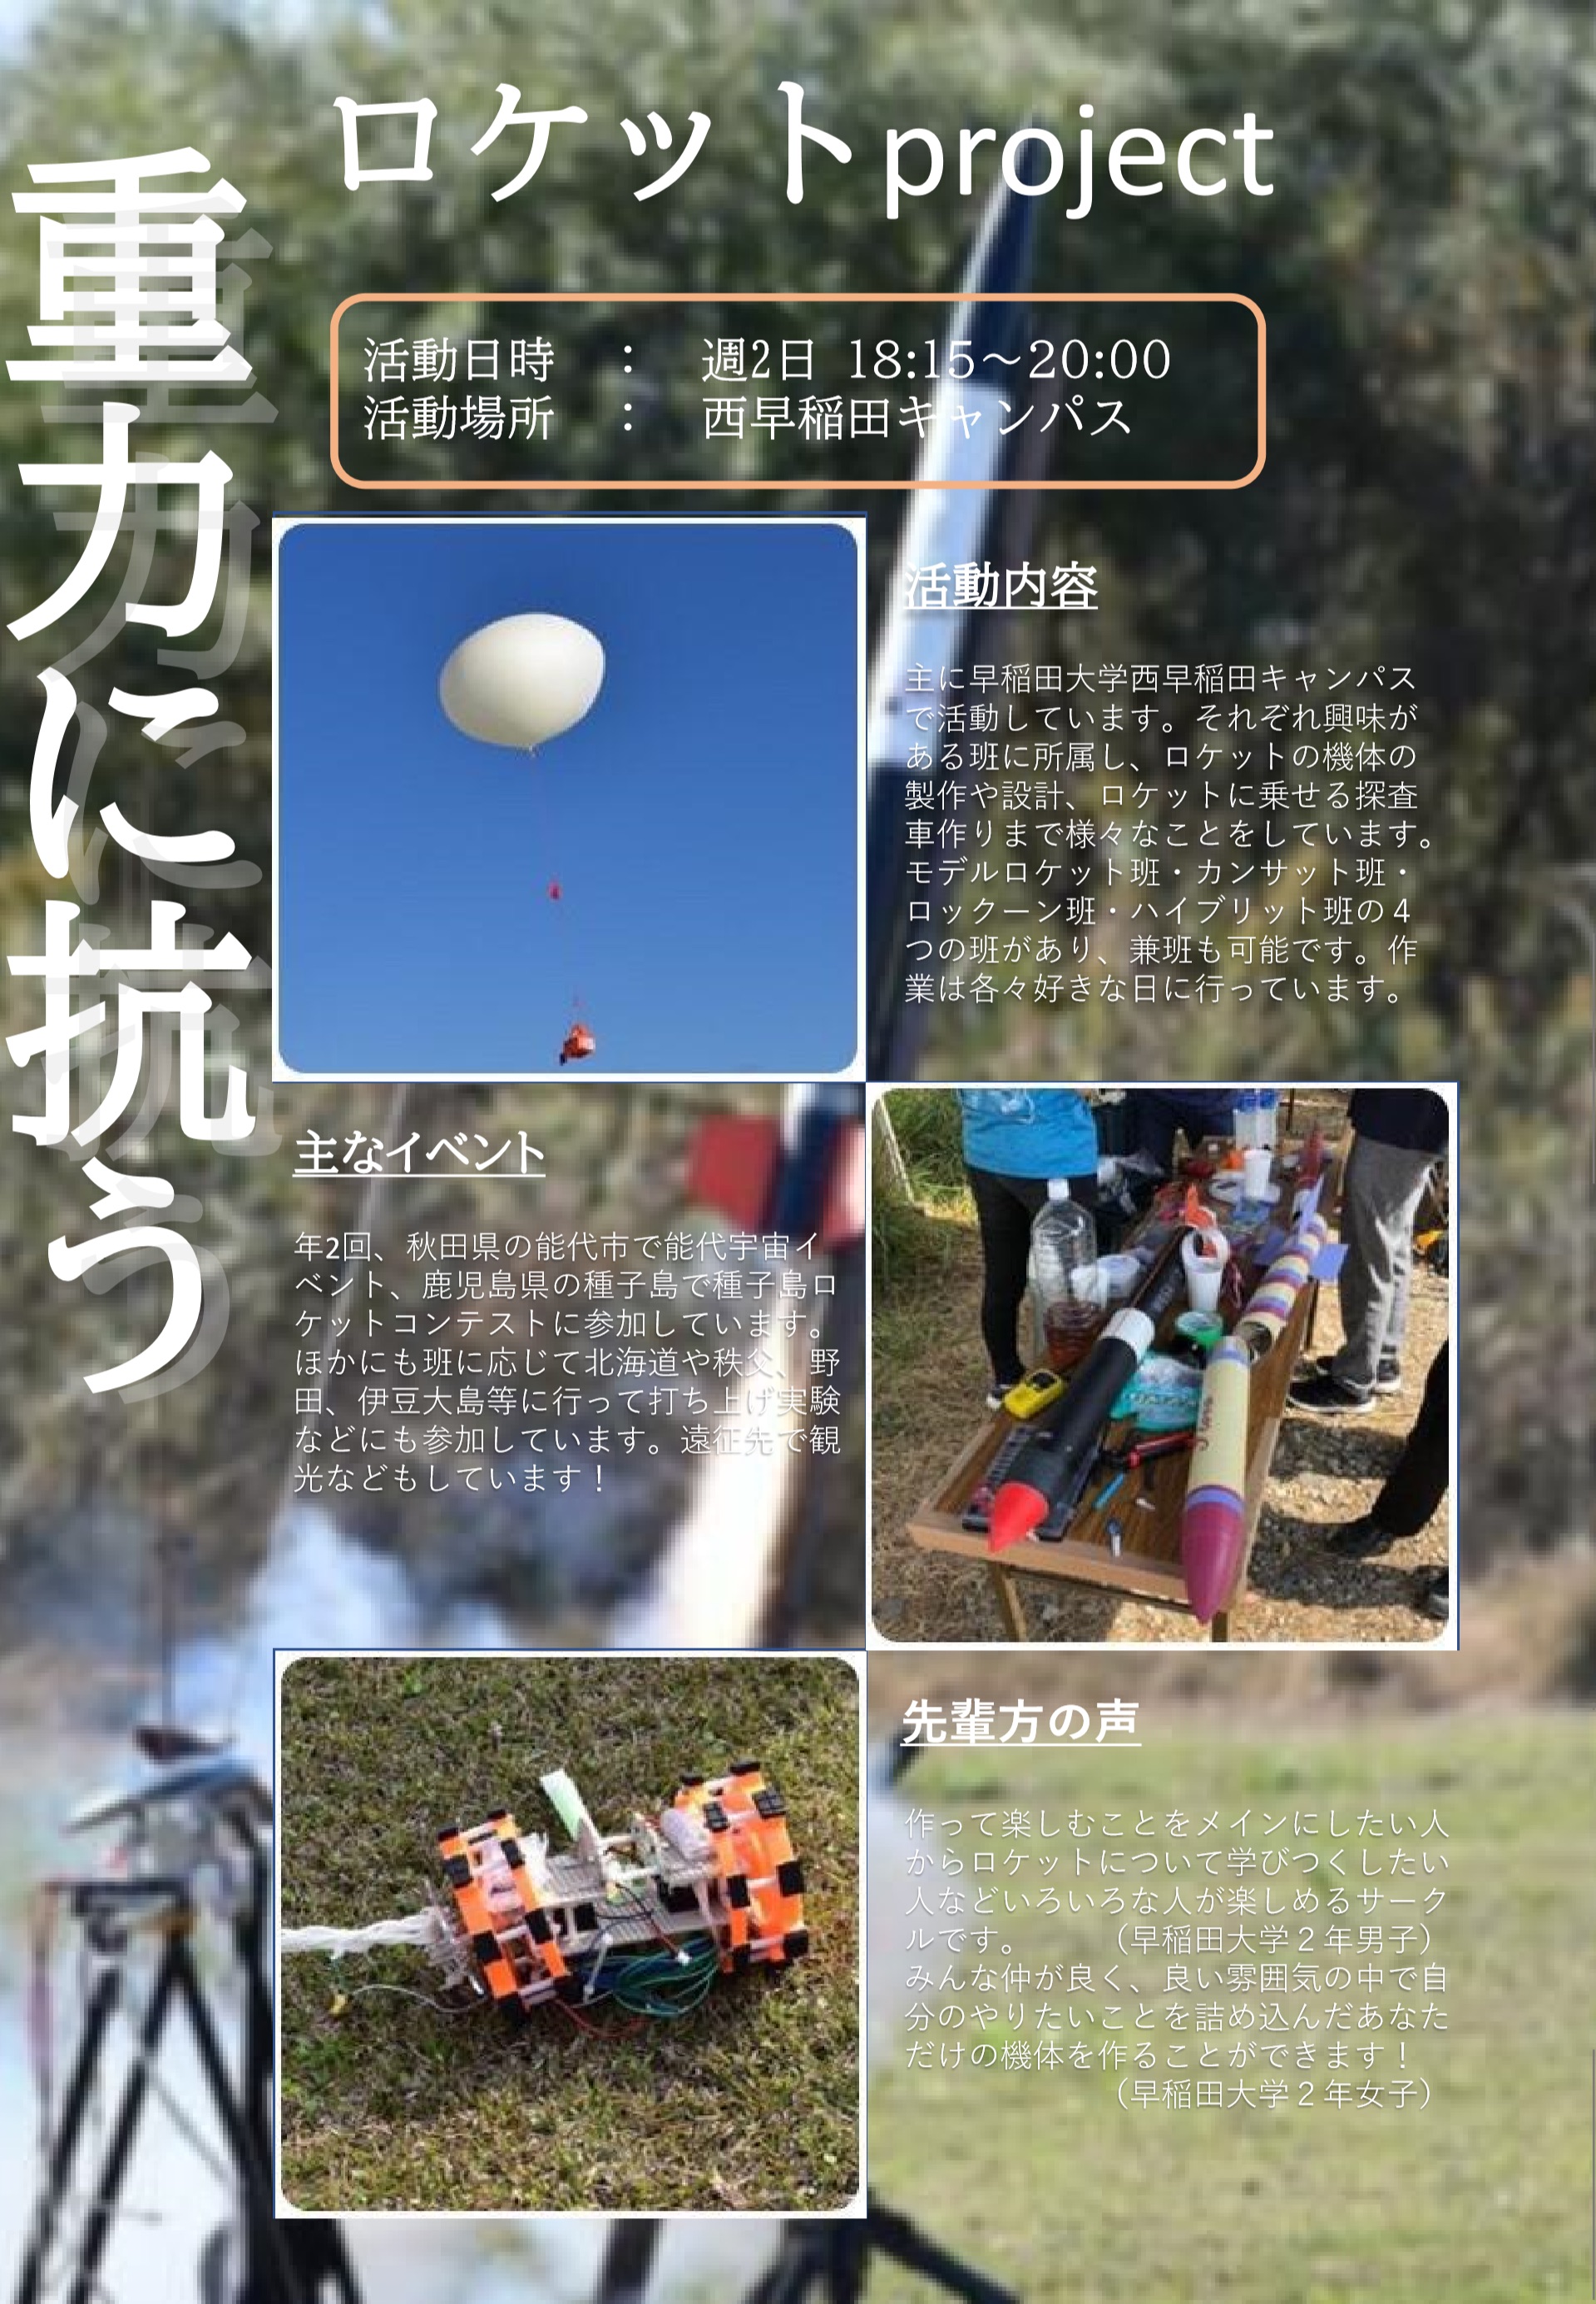 ロケットproject
重力に抗う
活動日時　：　週2日 18:15～20:00
活動場所　：　西早稲田キャンパス
活動内容
主に早稲田大学西早稲田キャンパス
で活動しています。それぞれ興味が
ある班に所属し、ロケットの機体の
製作や設計、ロケットに乗せる探査
車作りまで様々なことをしています。
モデルロケット班・カンサット班・
ロックーン班・ハイブリット班の４
つの班があり、兼班も可能です。作
業は各々好きな日に行っています。
主なイベント
年2回、秋田県の能代市で能代宇宙イ
ベント、鹿児島県の種子島で種子島ロ
ケットコンテストに参加しています。
ほかにも班に応じて北海道や秩父、野
田、伊豆大島等に行って打ち上げ実験
などにも参加しています。遠征先で観
光などもしています！
先輩方の声
作って楽しむことをメインにしたい人
からロケットについて学びつくしたい
人などいろいろな人が楽しめるサーク
ルです。　　　（早稲田大学２年男子）
みんな仲が良く、良い雰囲気の中で自
分のやりたいことを詰め込んだあなた
だけの機体を作ることができます！
（早稲田大学２年女子）